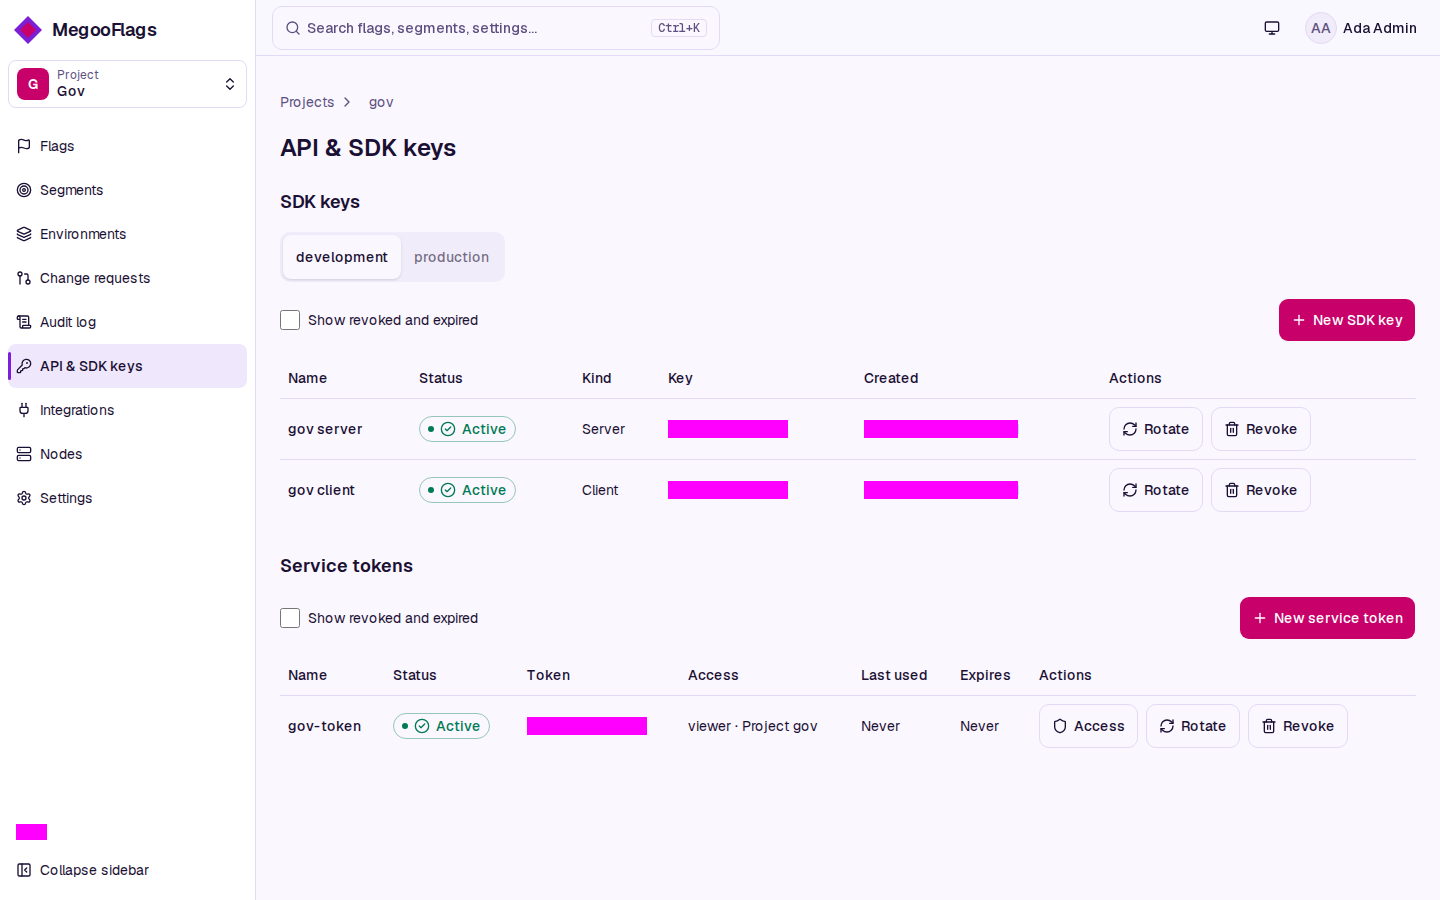 MegooFlags
Search flags, segments, settings...
Ctrl+K
AA
Ada Admin
G
Project
Gov
Flags
Segments
Environments
Change requests
Audit log
API & SDK keys
Integrations
Nodes
Settings
Collapse sidebar
Projects
gov
API & SDK keys
SDK keys
development
production
Show revoked and expired
New SDK key
Name Status Kind Key Created Actions
gov server Active Server Rotate Revoke
gov client Active Client Rotate Revoke
Service tokens
Show revoked and expired
New service token
Name Status Token Access Last used Expires Actions
gov-token Active viewer · Project gov Never Never Access Rotate Revoke